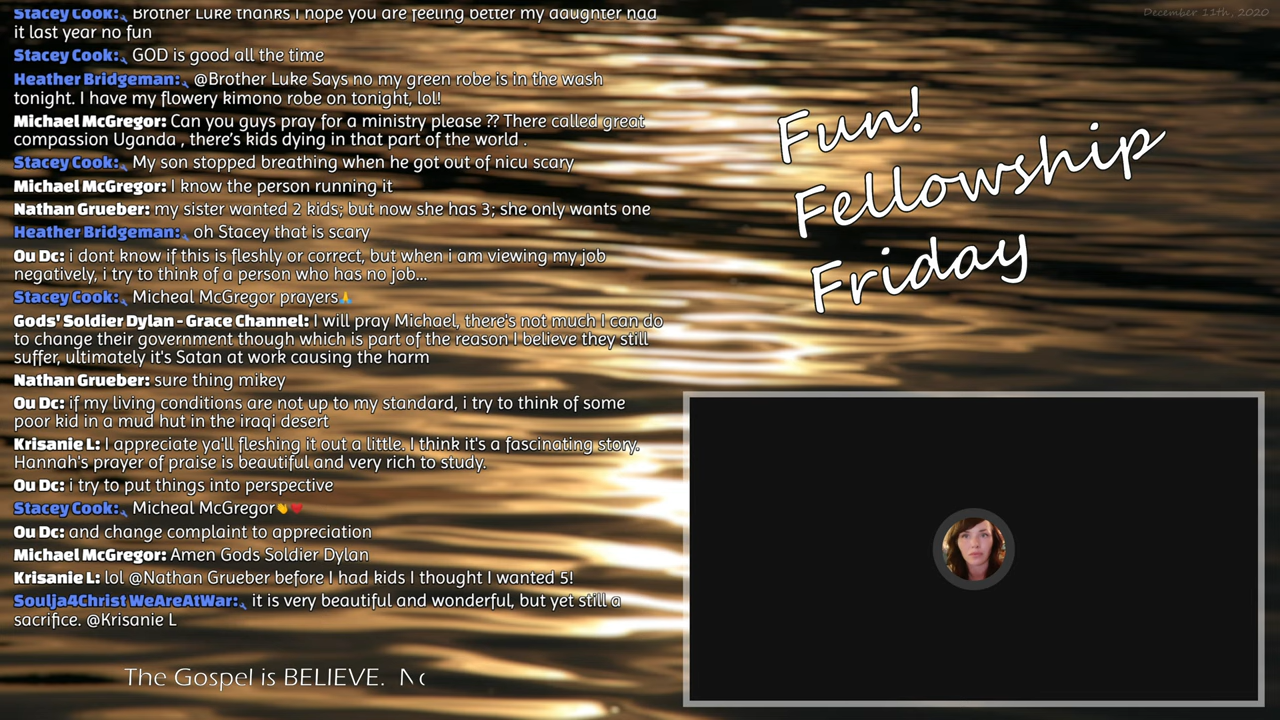 Stacey Cook: Brother Luke thanks I hope you are feeling better my daughter had
it last year no fun
Stacey Cook: GOD is good all the time
Heather Bridgeman: @Brother Luke Says no my green robe is in the wash
tonight. I have my flowery kimono robe on tonight, lol!
Michael McGregor: Can you guys pray for a ministry please ?? There called great
compassion Uganda , there's kids dying in that part of the world .
Stacey Cook: My son stopped breathing when he got out of nicu scary
Michael McGregor: I know the person running it
Nathan Grueber: my sister wanted 2 kids; but now she has 3; she only wants one
Heather Bridgeman: oh Stacey that is scary
Ou Dc: i dont know if this is fleshly or correct, but when i am viewing my job
negatively, i try to think of a person who has no job...
Stacey Cook: Micheal McGregor prayers🙏
Gods' Soldier Dylan - Grace Channel: I will pray Michael, there's not much I can do
to change their government though which is part of the reason I believe they still
suffer, ultimately it's Satan at work causing the harm
Nathan Grueber: sure thing mikey
Ou Dc: if my living conditions are not up to my standard, i try to think of some
poor kid in a mud hut in the iraqi desert
Krisanie L: I appreciate ya'll fleshing it out a little. I think it's a fascinating story.
Hannah's prayer of praise is beautiful and very rich to study.
Ou Dc: i try to put things into perspective
Stacey Cook: Micheal McGregor👏❤️
Ou Dc: and change complaint to appreciation
Michael McGregor: Amen Gods Soldier Dylan
Krisanie L: lol @Nathan Grueber before I had kids I thought I wanted 5!
Soulja4Christ WeAreAtWar: it is very beautiful and wonderful, but yet still a
sacrifice. @Krisanie L
The Gospel is BELIEVE.
December 11th, 2020
Fun!
Fellowship
Friday